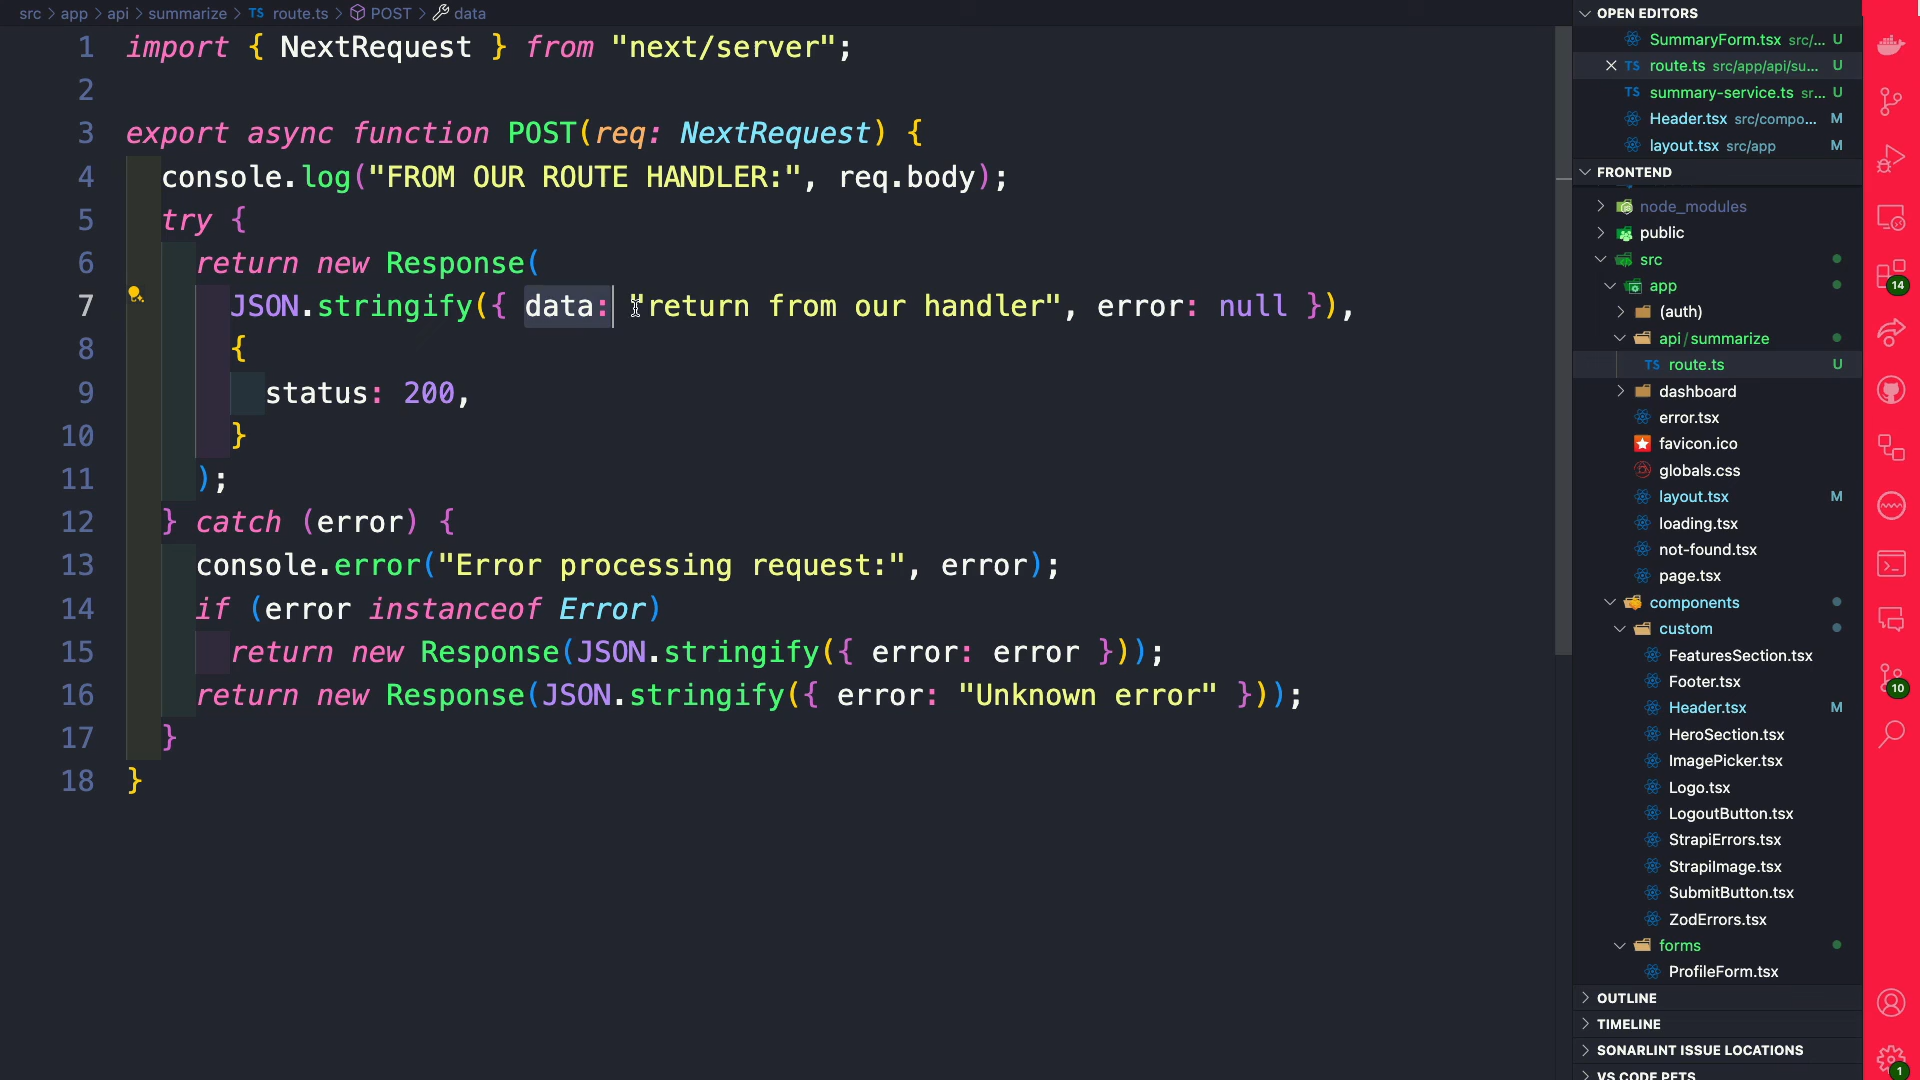 src > app > api > summarize > TS route.ts > POST > data
1 import { NextRequest } from "next/server";
2
3 export async function POST(req: NextRequest) {
4 console.log("FROM OUR ROUTE HANDLER:", req.body);
5 try {
6 return new Response(
7 JSON.stringify({ data: "return from our handler", error: null }),
8 {
9 status: 200,
10 }
11 );
12 } catch (error) {
13 console.error("Error processing request:", error);
14 if (error instanceof Error)
15 return new Response(JSON.stringify({ error: error }));
16 return new Response(JSON.stringify({ error: "Unknown error" }));
17 }
18 }
OPEN EDITORS
SummaryForm.tsx src/... U
TS route.ts src/app/api/su... U
TS summary-service.ts sr... U
Header.tsx src/compo... M
layout.tsx src/app M
FRONTEND
node_modules
public
src
app
(auth)
api/summarize
TS route.ts U
dashboard
error.tsx
favicon.ico
globals.css
layout.tsx M
loading.tsx
not-found.tsx
page.tsx
components
custom
FeaturesSection.tsx
Footer.tsx
Header.tsx M
HeroSection.tsx
ImagePicker.tsx
Logo.tsx
LogoutButton.tsx
StrapiErrors.tsx
StrapiImage.tsx
SubmitButton.tsx
ZodErrors.tsx
forms
ProfileForm.tsx
OUTLINE
TIMELINE
SONARLINT ISSUE LOCATIONS
VS CODE PETS
14
10
1